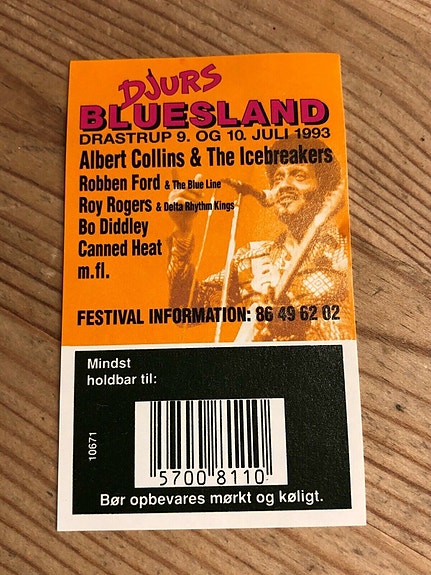 DJURS
BLUESLAND
DRASTRUP 9. OG 10. JULI 1993
Albert Collins & The Icebreakers
Robben Ford & The Blue Line
Roy Rogers & Delta Rhythm Kings
Bo Diddley
Canned Heat
m.fl.
FESTIVAL INFORMATION: 86 49 62 02
Mindst
holdbar til:
10671
5700 8110
Bør opbevares mørkt og køligt.